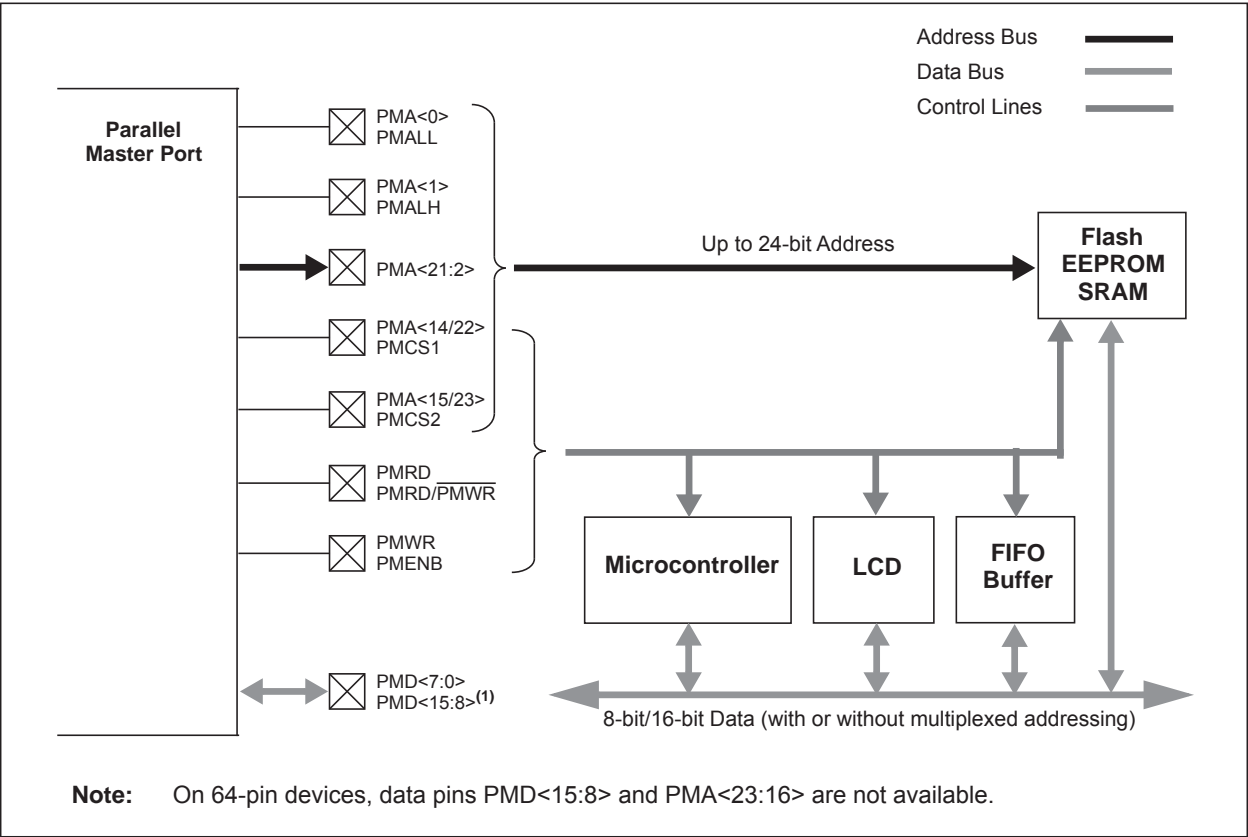 Address Bus
Data Bus
Control Lines
Parallel
Master Port
PMA<0>
PMALL
PMA<1>
PMALH
PMA<21:2>
PMA<14/22>
PMCS1
PMA<15/23>
PMCS2
PMRD
PMRD/PMWR
PMWR
PMENB
PMD<7:0>
PMD<15:8>(1)
Up to 24-bit Address
Flash
EEPROM
SRAM
Microcontroller
LCD
FIFO
Buffer
8-bit/16-bit Data (with or without multiplexed addressing)
Note: On 64-pin devices, data pins PMD<15:8> and PMA<23:16> are not available.